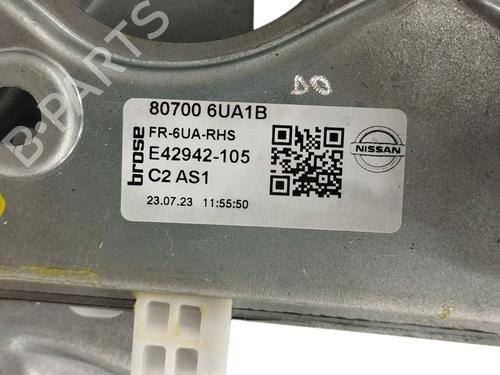 B-PARTS
DO
80700 6UA1B
brose
FR-6UA-RHS
E42942-105
C2 AS1
23.07.23 11:55:50
NISSAN